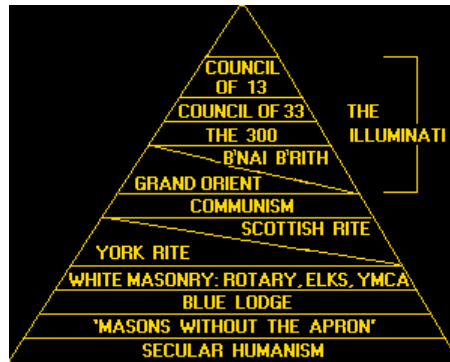 COUNCIL
OF 13
COUNCIL OF 33
THE 300
THE
ILLUMINATI
B'NAI B'RITH
GRAND ORIENT
COMMUNISM
SCOTTISH RITE
YORK RITE
WHITE MASONRY: ROTARY, ELKS, YMCA
BLUE LODGE
"MASONS WITHOUT THE APRON"
SECULAR HUMANISM